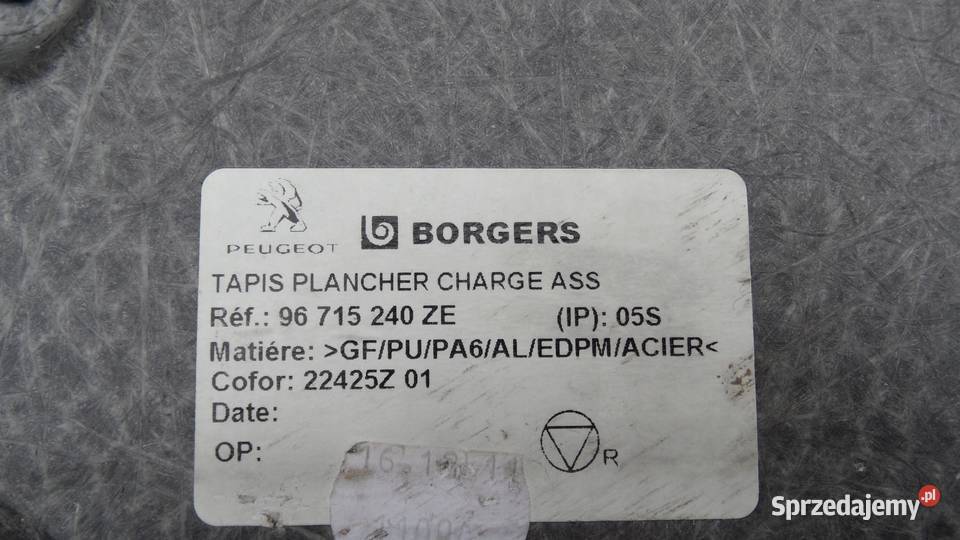 PEUGEOT BORGERS
TAPIS PLANCHER CHARGE ASS
Réf.: 96 715 240 ZE (IP): 05S
Matiére: >GF/PU/PA6/AL/EDPM/ACIER<
Cofor: 22425Z 01
Date:
OP:
R
Sprzedajemy.pl